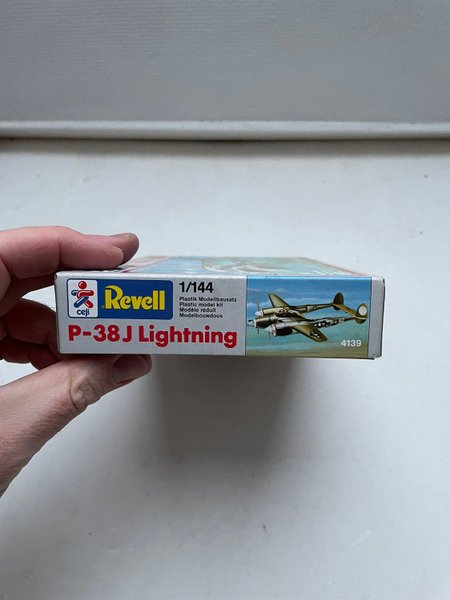 ceji
Revell
1/144
Plastik Modellbausatz
Plastic model kit
Modèle réduit
Modelbouwdoos
P-38J Lightning
4139